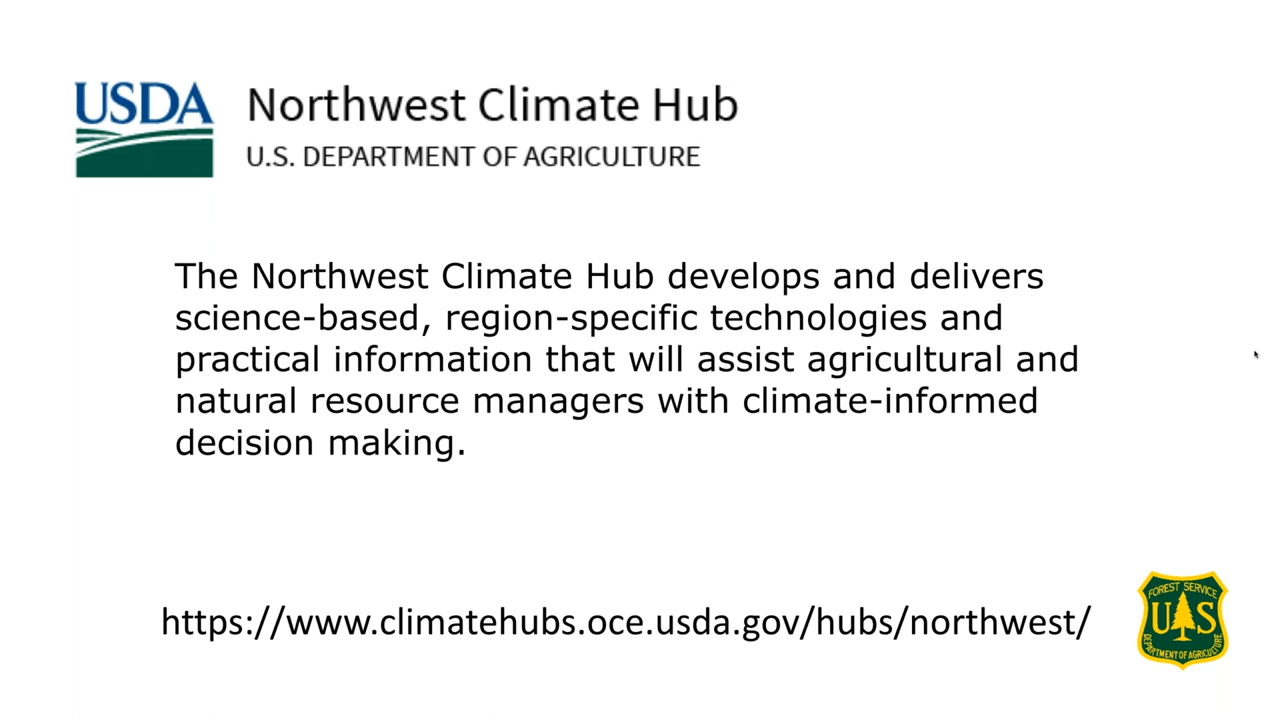 USDA
Northwest Climate Hub
U.S. DEPARTMENT OF AGRICULTURE
The Northwest Climate Hub develops and delivers
science-based, region-specific technologies and
practical information that will assist agricultural and
natural resource managers with climate-informed
decision making.
https://www.climatehubs.oce.usda.gov/hubs/northwest/
FOREST SERVICE
U S
DEPARTMENT OF AGRICULTURE